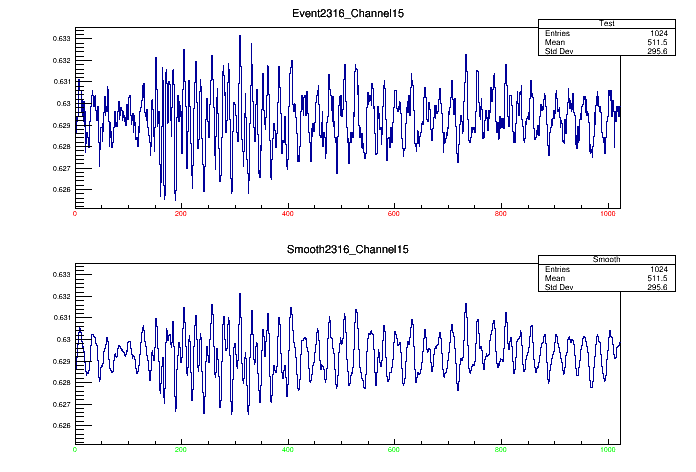 Event2316_Channel15
Test
Entries 1024
Mean 511.5
Std Dev 295.6
0.633
0.632
0.631
0.63
0.629
0.628
0.627
0.626
0 200 400 600 800 1000
Smooth2316_Channel15
Smooth
Entries 1024
Mean 511.5
Std Dev 295.6
0.633
0.632
0.631
0.63
0.629
0.628
0.627
0.626
0 200 400 600 800 1000